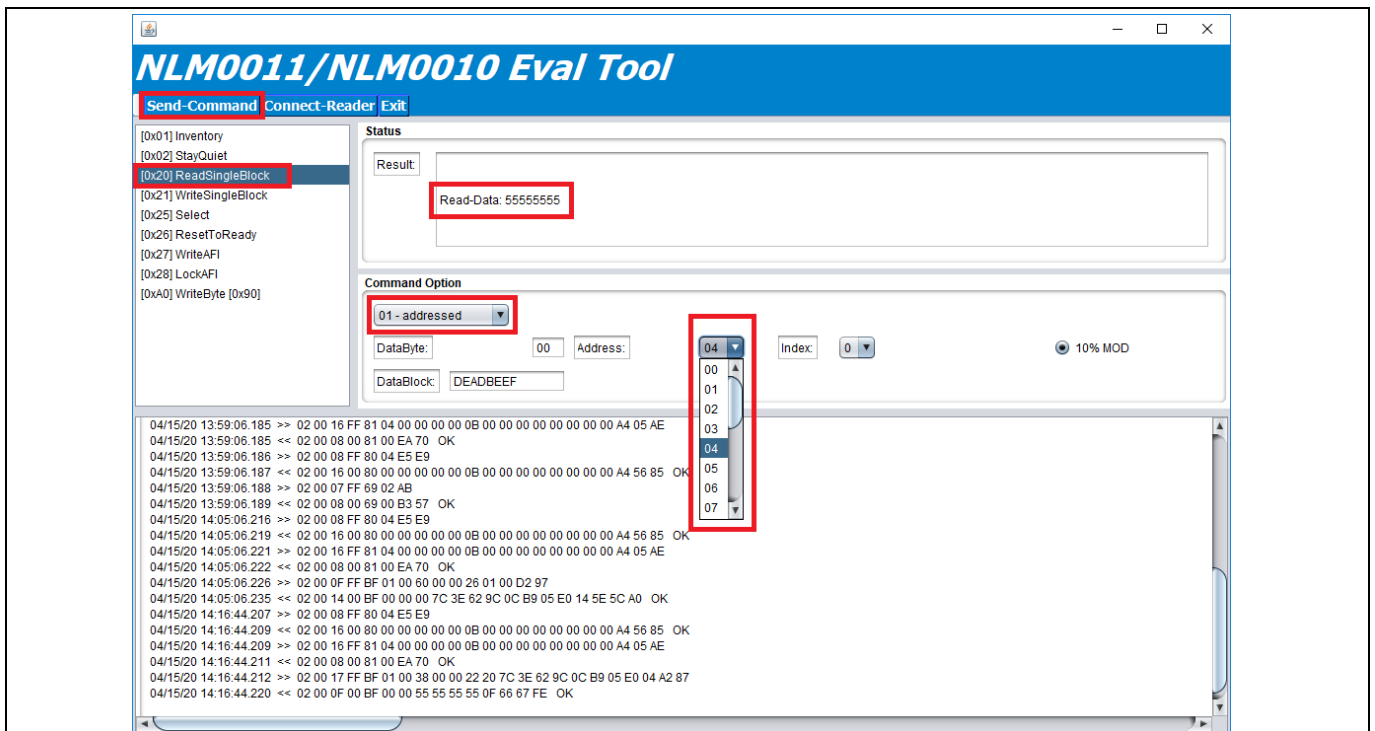 NLM0011/NLM0010 Eval Tool
Send-Command Connect-Reader Exit
[0x01] Inventory
[0x02] StayQuiet
[0x20] ReadSingleBlock
[0x21] WriteSingleBlock
[0x25] Select
[0x26] ResetToReady
[0x27] WriteAFI
[0x28] LockAFI
[0xA0] WriteByte [0x90]
Status
Result:
Read-Data: 55555555
Command Option
01 - addressed
DataByte: 00 Address: 04 Index: 0 10% MOD
DataBlock: DEADBEEF
00
01
02
03
04
05
06
07
04/15/20 13:59:06.185 >> 02 00 16 FF 81 04 00 00 00 00 0B 00 00 00 00 00 00 00 00 A4 05 AE
04/15/20 13:59:06.185 << 02 00 08 00 81 00 EA 70 OK
04/15/20 13:59:06.186 >> 02 00 08 FF 80 04 E5 E9
04/15/20 13:59:06.187 << 02 00 16 00 80 00 00 00 00 00 0B 00 00 00 00 00 00 00 00 A4 56 85 OK
04/15/20 13:59:06.188 >> 02 00 07 FF 69 02 AB
04/15/20 13:59:06.189 << 02 00 08 00 69 00 B3 57 OK
04/15/20 14:05:06.216 >> 02 00 08 FF 80 04 E5 E9
04/15/20 14:05:06.219 << 02 00 16 00 80 00 00 00 00 00 0B 00 00 00 00 00 00 00 00 A4 56 85 OK
04/15/20 14:05:06.221 >> 02 00 16 FF 81 04 00 00 00 00 0B 00 00 00 00 00 00 00 00 A4 05 AE
04/15/20 14:05:06.222 << 02 00 08 00 81 00 EA 70 OK
04/15/20 14:05:06.226 >> 02 00 0F FF BF 01 00 60 00 00 26 01 00 D2 97
04/15/20 14:05:06.235 << 02 00 14 00 BF 00 00 00 7C 3E 62 9C 0C B9 05 E0 14 5E 5C A0 OK
04/15/20 14:16:44.207 >> 02 00 08 FF 80 04 E5 E9
04/15/20 14:16:44.209 << 02 00 16 00 80 00 00 00 00 00 0B 00 00 00 00 00 00 00 00 A4 56 85 OK
04/15/20 14:16:44.209 >> 02 00 16 FF 81 04 00 00 00 00 0B 00 00 00 00 00 00 00 00 A4 05 AE
04/15/20 14:16:44.211 << 02 00 08 00 81 00 EA 70 OK
04/15/20 14:16:44.212 >> 02 00 17 FF BF 01 00 38 00 00 22 20 7C 3E 62 9C 0C B9 05 E0 04 A2 87
04/15/20 14:16:44.220 << 02 00 0F 00 BF 00 00 55 55 55 55 0F 66 67 FE OK